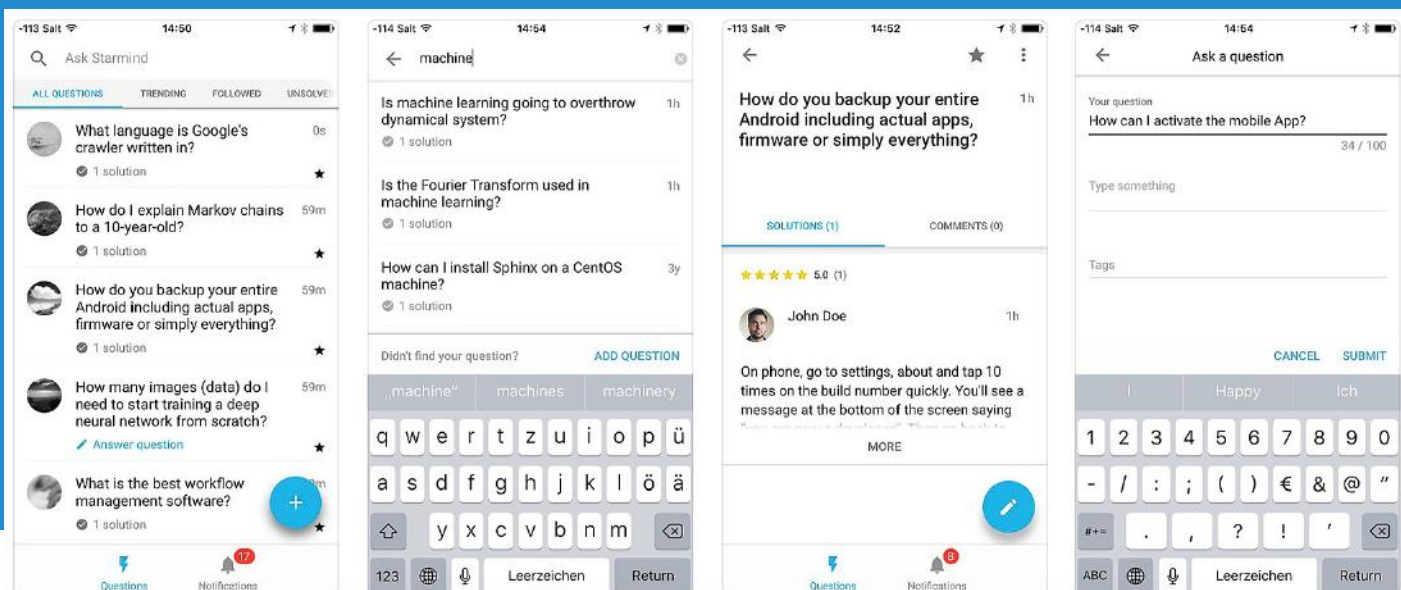 -113 Salt 14:50
Ask Starmind
ALL QUESTIONS TRENDING FOLLOWED UNSOLVE
What language is Google's 0s
crawler written in?
1 solution
How do I explain Markov chains 59m
to a 10-year-old?
1 solution
How do you backup your entire 59m
Android including actual apps,
firmware or simply everything?
1 solution
How many images (data) do I 59m
need to start training a deep
neural network from scratch?
Answer question
What is the best workflow
management software?
1 solution
+
17
Questions Notifications
-114 Salt 14:54
machine
Is machine learning going to overthrow 1h
dynamical system?
1 solution
Is the Fourier Transform used in 1h
machine learning?
1 solution
How can I install Sphinx on a CentOS 3y
machine?
1 solution
Didn't find your question? ADD QUESTION
„machine“ machines machinery
q w e r t z u i o p ü
a s d f g h j k l ö ä
y x c v b n m
123 Leerzeichen Return
-113 Salt 14:52
How do you backup your entire 1h
Android including actual apps,
firmware or simply everything?
SOLUTIONS (1) COMMENTS (0)
5.0 (1)
John Doe 1h
On phone, go to settings, about and tap 10
times on the build number quickly. You'll see a
message at the bottom of the screen saying
MORE
8
Questions Notifications
-114 Salt 14:54
Ask a question
Your question
How can I activate the mobile App?
34 / 100
Type something
Tags
CANCEL SUBMIT
I Happy Ich
1 2 3 4 5 6 7 8 9 0
- / : ; ( ) € & @ "
#+= . , ? ! '
ABC Leerzeichen Return